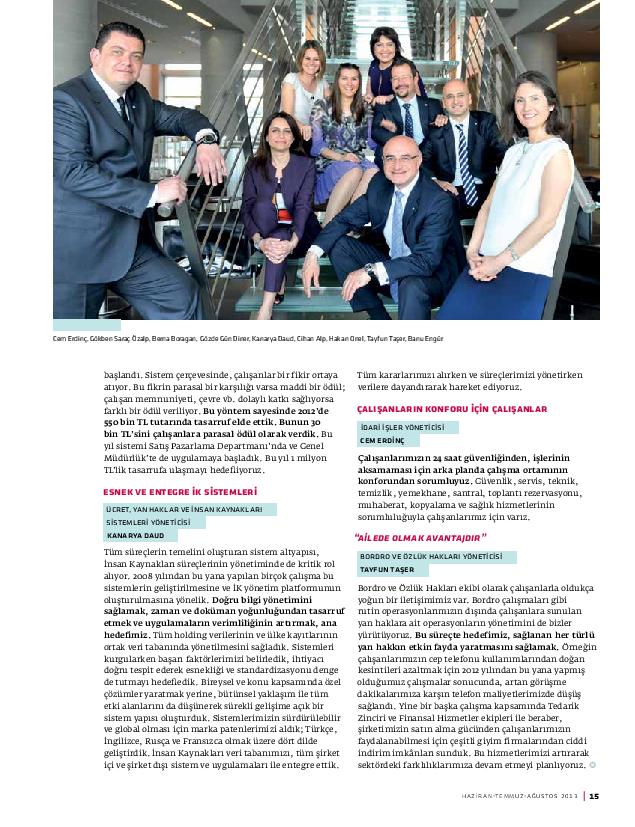 Cem Erdinç, Gökben Saraç Özalp, Berna Boragan, Gözde Gün Direr, Kanarya Daud, Cihan Alp, Hakan Orel, Tayfun Taşer, Banu Engür
başlandı. Sistem çerçevesinde, çalışanlar bir fikir ortaya
atıyor. Bu fikrin parasal bir karşılığı varsa maddi bir ödül;
çalışan memnuniyeti, çevre vb. dolaylı katkı sağlıyorsa
farklı bir ödül veriliyor. Bu yöntem sayesinde 2012'de
550 bin TL tutarında tasarruf elde ettik. Bunun 30
bin TL'sini çalışanlara parasal ödül olarak verdik. Bu
yıl sistemi Satış Pazarlama Departmanı'nda ve Genel
Müdürlük'te de uygulamaya başladık. Bu yıl 1 milyon
TL'lik tasarrufa ulaşmayı hedefliyoruz.
ESNEK VE ENTEGRE İK SİSTEMLERİ
ÜCRET, YAN HAKLAR VE İNSAN KAYNAKLARI
SİSTEMLERİ YÖNETİCİSİ
KANARYA DAUD
Tüm süreçlerin temelini oluşturan sistem altyapısı,
İnsan Kaynakları süreçlerinin yönetiminde de kritik rol
alıyor. 2008 yılından bu yana yapılan birçok çalışma bu
sistemlerin geliştirilmesine ve İK yönetim platformunun
oluşturulmasına yönelik. Doğru bilgi yönetimini
sağlamak, zaman ve doküman yoğunluğundan tasarruf
etmek ve uygulamaların verimliliğinin artırmak, ana
hedefimiz. Tüm holding verilerinin ve ülke kayıtlarının
ortak veri tabanında yönetilmesini sağladık. Sistemleri
kurgularken başarı faktörlerimizi belirledik, ihtiyacı
doğru tespit ederek esnekliği ve standardizasyonu denge
de tutmayı hedefledik. Bireysel ve konu kapsamında özel
çözümler yaratmak yerine, bütünsel yaklaşım ile tüm
etki alanlarını da düşünerek sürekli gelişime açık bir
sistem yapısı oluşturduk. Sistemlerimizin sürdürülebilir
ve global olması için marka patenlerimizi aldık; Türkçe,
İngilizce, Rusça ve Fransızca olmak üzere dört dilde
geliştirdik. İnsan Kaynakları veri tabanımızı, tüm şirket
içi ve şirket dışı sistem ve uygulamaları ile entegre ettik.
Tüm kararlarımızı alırken ve süreçlerimizi yönetirken
verilere dayandırarak hareket ediyoruz.
ÇALIŞANLARIN KONFORU İÇİN ÇALIŞANLAR
İDARİ İŞLER YÖNETİCİSİ
CEM ERDİNÇ
Çalışanlarımızın 24 saat güvenliğinden, işlerinin
aksamaması için arka planda çalışma ortamının
konforundan sorumluyuz. Güvenlik, servis, teknik,
temizlik, yemekhane, santral, toplantı rezervasyonu,
muhaberat, kopyalama ve sağlık hizmetlerinin
sorumluluğuyla çalışanlarımız için varız.
"AİLEDE OLMAK AVANTAJDIR"
BORDRO VE ÖZLÜK HAKLARI YÖNETİCİSİ
TAYFUN TAŞER
Bordro ve Özlük Hakları ekibi olarak çalışanlarla oldukça
yoğun bir iletişimimiz var. Bordro çalışmaları gibi
rutin operasyonlarımızın dışında çalışanlara sunulan
yan haklara ait operasyonların yönetimini de bizler
yürütüyoruz. Bu süreçte hedefimiz, sağlanan her türlü
yan hakkın etkin fayda yaratmasını sağlamak. Örneğin
çalışanlarımızın cep telefonu kullanımlarından doğan
kesintileri azaltmak için 2012 yılından bu yana yapmış
olduğumuz çalışmalar sonucunda, artan görüşme
dakikalarımıza karşın telefon maliyetlerimizde düşüş
sağlandı. Yine bir başka çalışma kapsamında Tedarik
Zinciri ve Finansal Hizmetler ekipleri ile beraber,
şirketimizin satın alma gücünden çalışanlarımızın
faydalanabilmesi için çeşitli giyim firmalarından ciddi
indirim imkânları sunduk. Bu hizmetlerimizi artırarak
sektördeki farklılıklarımıza devam etmeyi planlıyoruz.
HAZİRAN-TEMMUZ-AĞUSTOS 2013 | 15